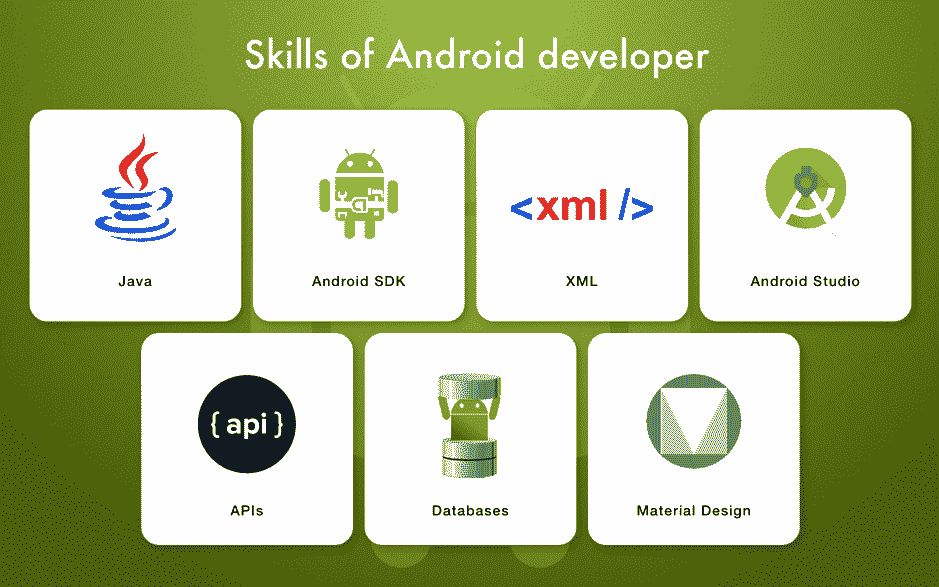 Skills of Android developer
<xml />
Java
Android SDK
XML
Android Studio
{ api }
APIs
Databases
Material Design